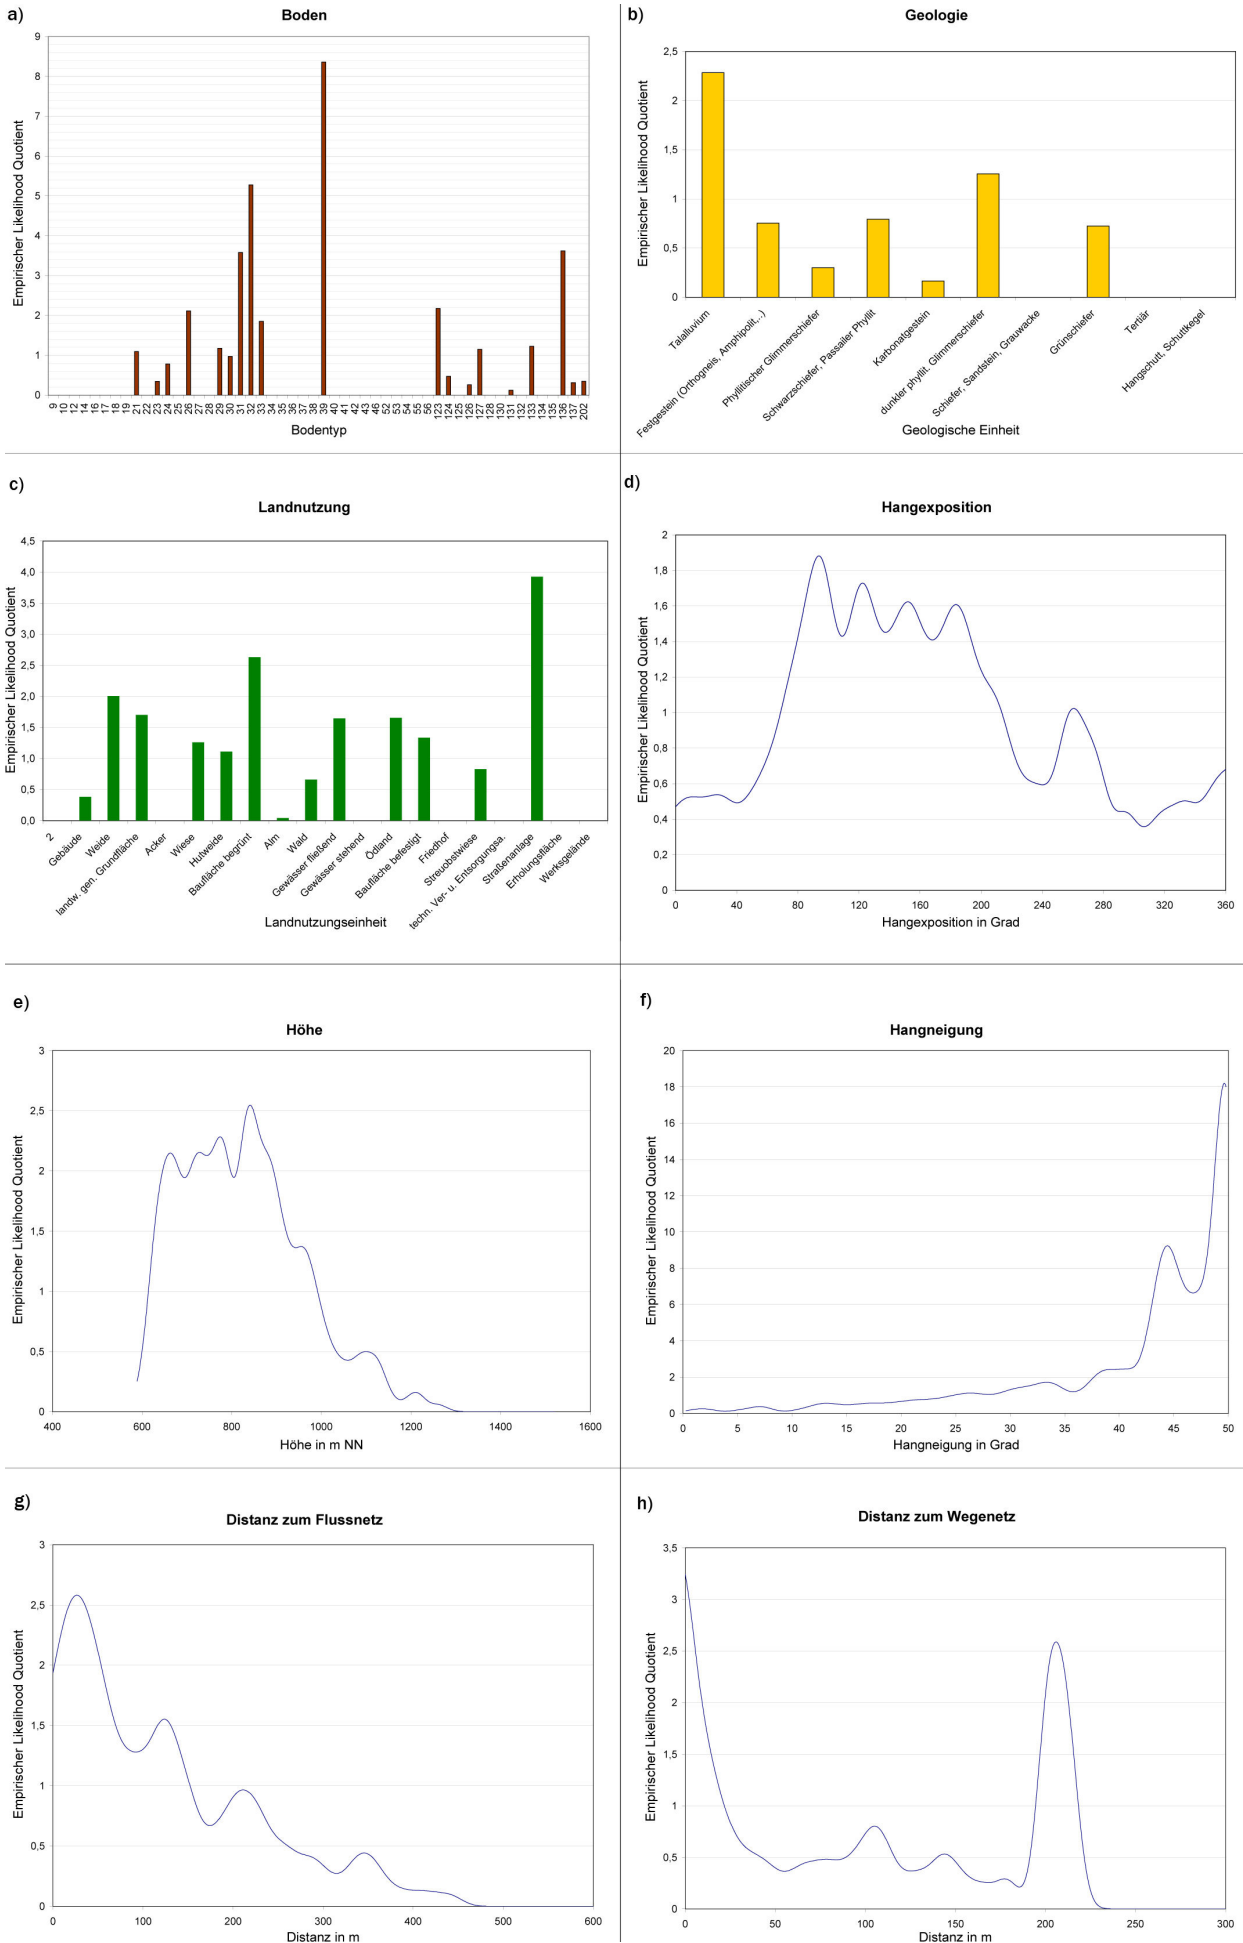 a)
Boden
Empirischer Likelihood Quotient
9
8
7
6
5
4
3
2
1
0
9 10 12 14 16 17 18 19 21 22 23 24 25 26 27 28 29 30 31 32 33 34 35 36 37 38 39 40 41 42 43 46 52 53 54 55 56 123 124 125 126 127 128 130 131 133 134 135 136 137 202
Bodentyp
b)
Geologie
Empirischer Likelihood Quotient
2,5
2
1,5
1
0,5
0
Talalluvium
Festgestein (Orthogneis, Amphipolit,..)
Phyllitischer Glimmerschiefer
Schwarzschiefer, Passailer Phyllit
Karbonatgestein
dunkler phyllit. Glimmerschiefer
Schiefer, Sandstein, Grauwacke
Grünschiefer
Tertiär
Hangschutt, Schuttkegel
Geologische Einheit
c)
Landnutzung
Empirischer Likelihood Quotient
4,5
4,0
3,5
3,0
2,5
2,0
1,5
1,0
0,5
0,0
2
Gebäude
Weide
landw. gen. Grundfläche
Acker
Wiese
Hutweide
Baufläche begrünt
Alm
Wald
Gewässer fließend
Gewässer stehend
Ödland
Baufläche befestigt
Friedhof
Streuobstwiese
techn. Ver- u. Entsorgungsa.
Straßenanlage
Erholungsfläche
Werksgelände
Landnutzungseinheit
d)
Hangexposition
Empirischer Likelihood Quotient
2
1,8
1,6
1,4
1,2
1
0,8
0,6
0,4
0,2
0
0 40 80 120 160 200 240 280 320 360
Hangexposition in Grad
e)
Höhe
Empirischer Likelihood Quotient
3
2,5
2
1,5
1
0,5
0
400 600 800 1000 1200 1400 1600
Höhe in m NN
f)
Hangneigung
Empirischer Likelihood Quotient
20
18
16
14
12
10
8
6
4
2
0
0 5 10 15 20 25 30 35 40 45 50
Hangneigung in Grad
g)
Distanz zum Flussnetz
Empirischer Likelihood Quotient
3
2,5
2
1,5
1
0,5
0
0 100 200 300 400 500 600
Distanz in m
h)
Distanz zum Wegenetz
Empirischer Likelihood Quotient
3,5
3
2,5
2
1,5
1
0,5
0
0 50 100 150 200 250 300
Distanz in m